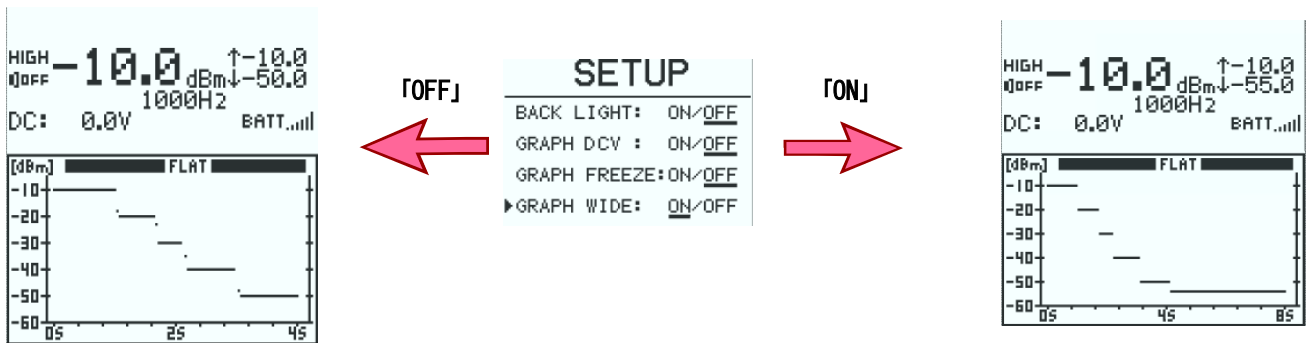 HIGH -10.0 dBm ↑-10.0
OFF ↓-50.0
1000Hz
DC: 0.0V BATT.
[dBm] FLAT
-10
-20
-30
-40
-50
-60
0S 2S 4S
「OFF」
SETUP
BACK LIGHT: ON/OFF
GRAPH DCV : ON/OFF
GRAPH FREEZE:ON/OFF
▶GRAPH WIDE: ON/OFF
「ON」
HIGH -10.0 dBm ↑-10.0
OFF ↓-55.0
1000Hz
DC: 0.0V BATT.
[dBm] FLAT
-10
-20
-30
-40
-50
-60
0S 4S 8S